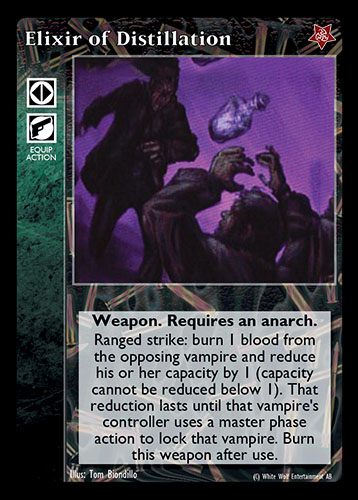 Elixir of Distillation
EQUIP
ACTION
Weapon. Requires an anarch.
Ranged strike: burn 1 blood from
the opposing vampire and reduce
his or her capacity by 1 (capacity
cannot be reduced below 1). That
reduction lasts until that vampire's
controller uses a master phase
action to lock that vampire. Burn
this weapon after use.
Illus: Tom Biondillo
(C) White Wolf Entertainment AB